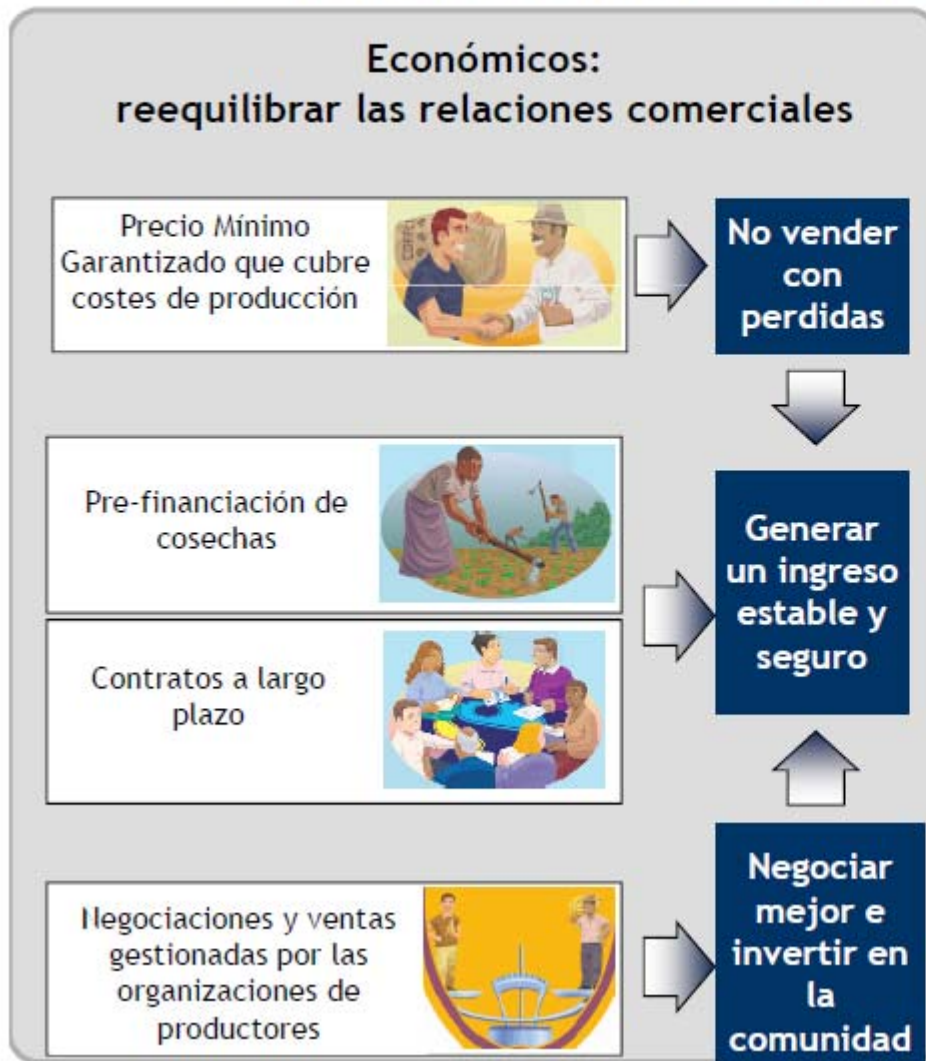 Económicos:
reequilibrar las relaciones comerciales
Precio Mínimo
Garantizado que cubre
costes de producción
No vender
con
perdidas
Pre-financiación de
cosechas
Contratos a largo
plazo
Generar
un ingreso
estable y
seguro
Negociaciones y ventas
gestionadas por las
organizaciones de
productores
Negociar
mejor e
invertir en
la
comunidad